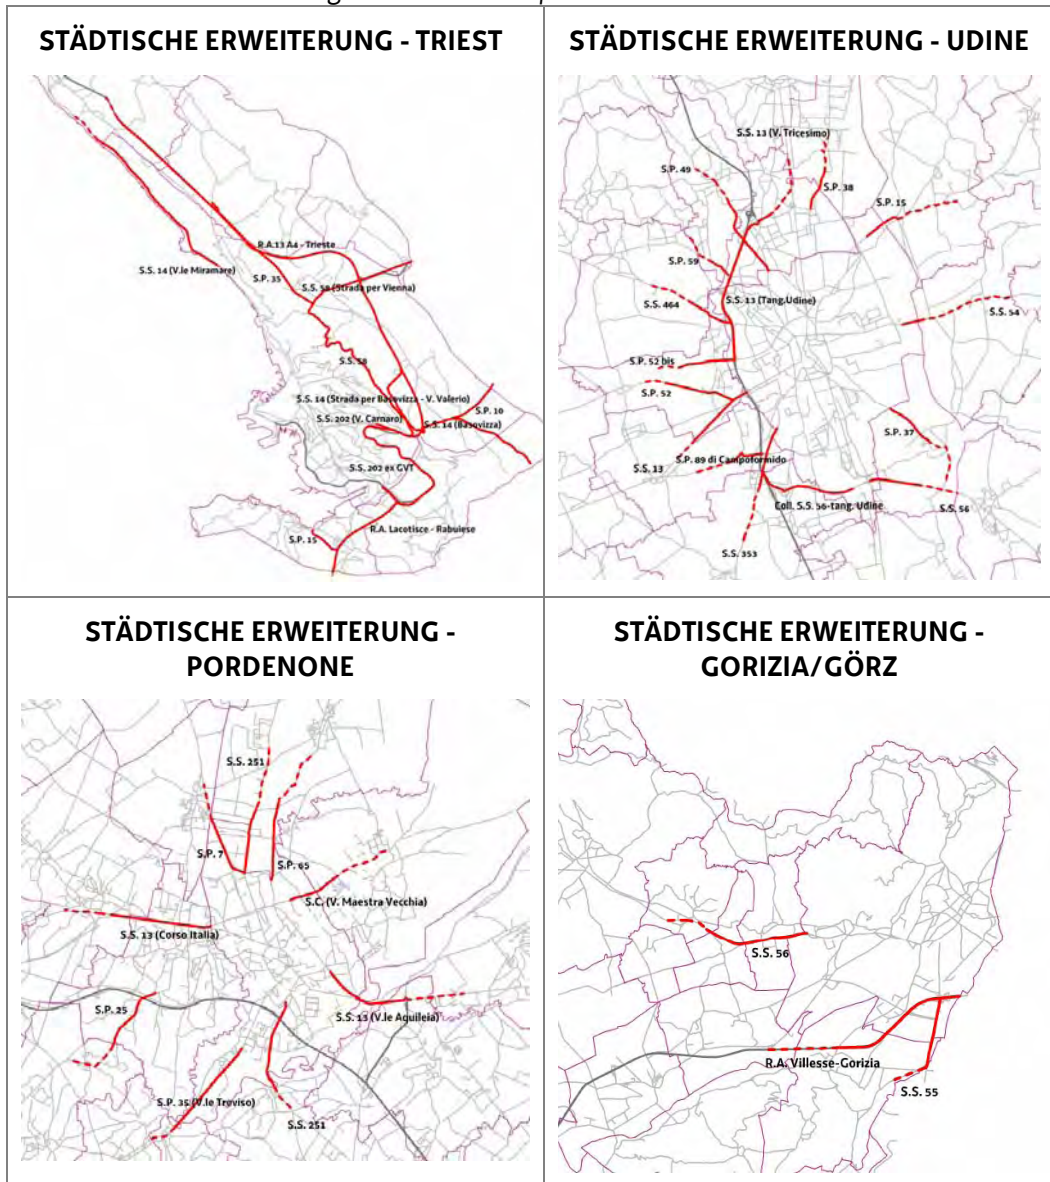 STÄDTISCHE ERWEITERUNG - TRIEST
R.A.13 A4 - Trieste
S.S. 14 (V.le Miramare)
S.P. 35
S.S. 58 (Strada per Vienna)
S.S. 58
S.S. 14 (Strada per Basovizza - V. Valerio)
S.P. 10
S.S. 202 (V. Carnaro)
S.S. 14 (Basovizza)
S.S. 202 ex GVT
R.A. Lacotisce - Rabuiese
S.P. 15
STÄDTISCHE ERWEITERUNG - UDINE
S.S. 13 (V. Tricesimo)
S.P. 49
S.P. 38
S.P. 15
S.P. 59
S.S. 464
S.S. 13 (Tang.Udine)
S.S. 54
S.P. 52 bis
S.P. 52
S.P. 37
S.P. 89 di Campoformido
S.S. 13
Coll. S.S. 56-tang. Udine
S.S. 56
S.S. 353
STÄDTISCHE ERWEITERUNG -
PORDENONE
S.S. 251
S.P. 7
S.P. 65
S.C. (V. Maestra Vecchia)
S.S. 13 (Corso Italia)
S.P. 25
S.S. 13 (V.le Aquileia)
S.P. 35 (V.le Treviso)
S.S. 251
STÄDTISCHE ERWEITERUNG -
GORIZIA/GÖRZ
S.S. 56
R.A. Villesse-Gorizia
S.S. 55